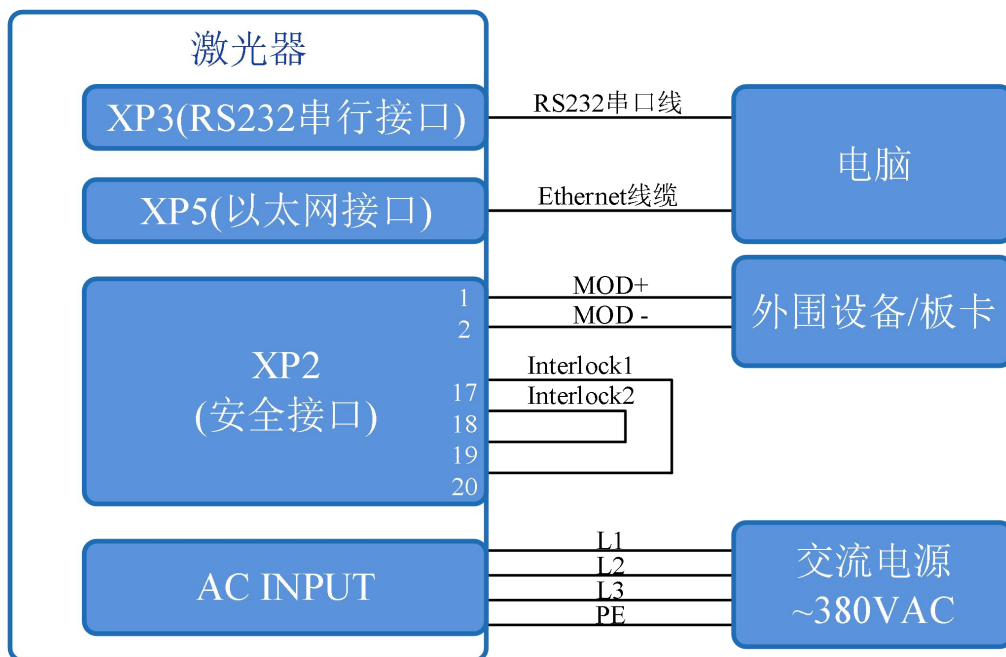 激光器
XP3(RS232串行接口)
RS232串口线
电脑
XP5(以太网接口)
Ethernet线缆
XP2
(安全接口)
1
2
17
18
19
20
MOD+
MOD -
外围设备/板卡
Interlock1
Interlock2
AC INPUT
L1
L2
L3
PE
交流电源
~380VAC